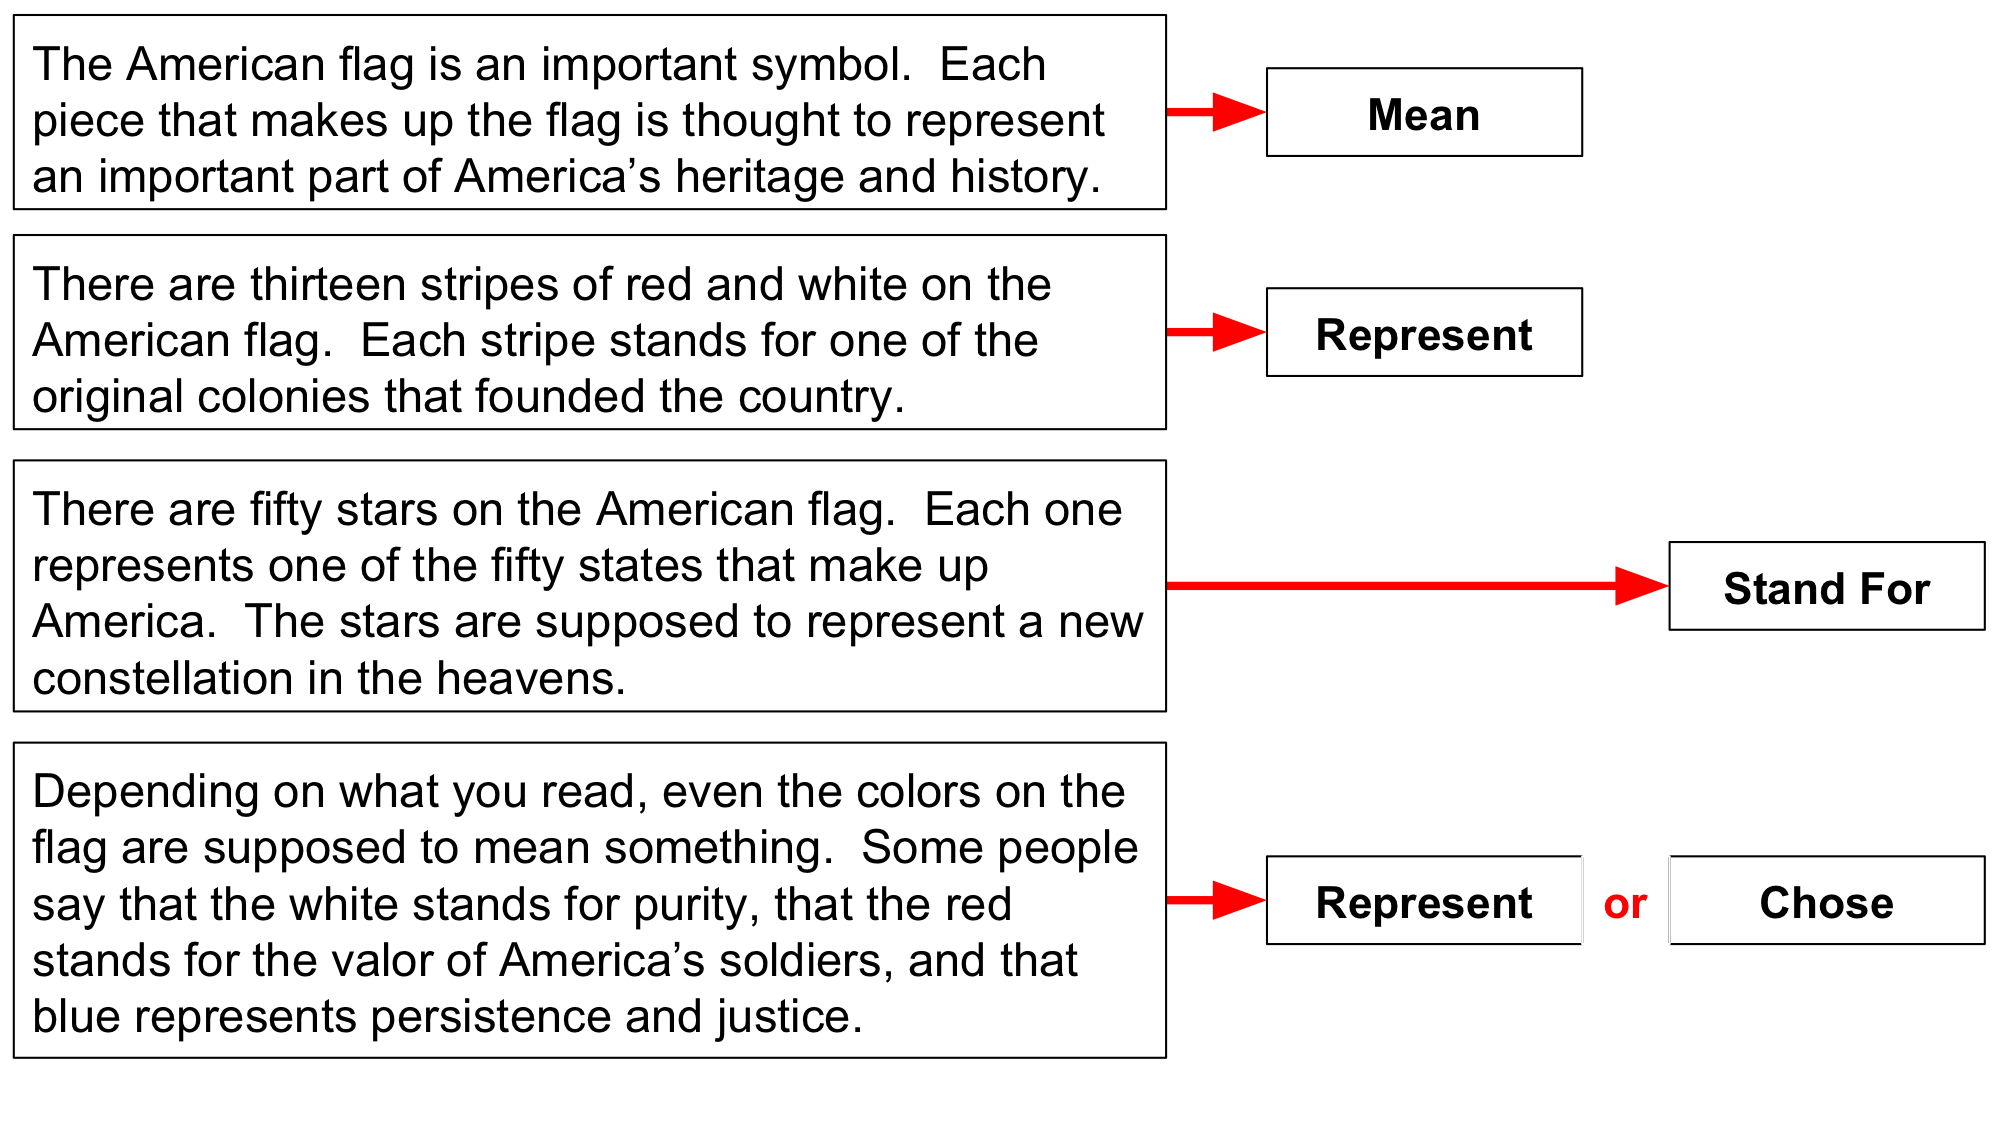 The American flag is an important symbol.  Each
piece that makes up the flag is thought to represent
an important part of America’s heritage and history.
Mean
There are thirteen stripes of red and white on the
American flag.  Each stripe stands for one of the
original colonies that founded the country.
Represent
There are fifty stars on the American flag.  Each one
represents one of the fifty states that make up
America.  The stars are supposed to represent a new
constellation in the heavens.
Stand For
Depending on what you read, even the colors on the
flag are supposed to mean something.  Some people
say that the white stands for purity, that the red
stands for the valor of America’s soldiers, and that
blue represents persistence and justice.
Represent or Chose